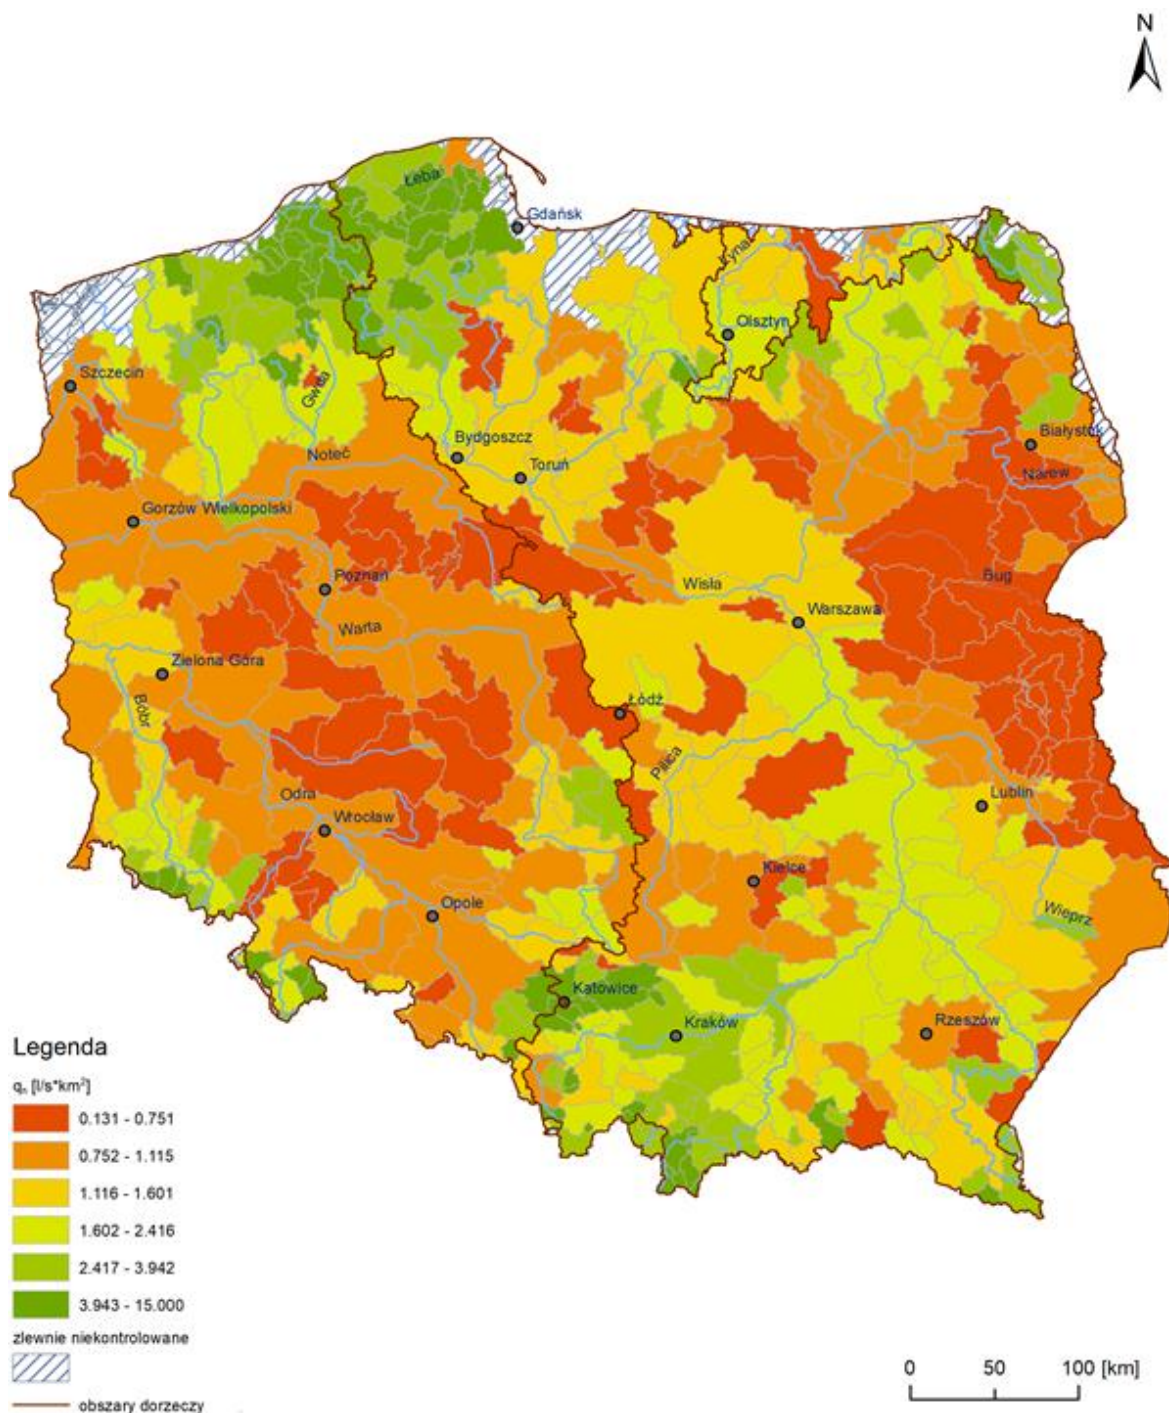 N
Łeba
Gdańsk
yna
Olsztyn
Szczecin
Gwda
Bydgoszcz
Białystok
Noteć
Toruń
Narew
Gorzów Wielkopolski
Poznań
Wisła
Bug
Warta
Warszawa
Zielona Góra
Bóbr
Łódź
Pilica
Odra
Wrocław
Lublin
Kielce
Opole
Wieprz
Katowice
Kraków
Rzeszów
Legenda
qₙ [l/s*km²]
0.131 - 0.751
0.752 - 1.115
1.116 - 1.601
1.602 - 2.416
2.417 - 3.942
3.943 - 15.000
zlewnie niekontrolowane
0 50 100 [km]
obszary dorzeczy